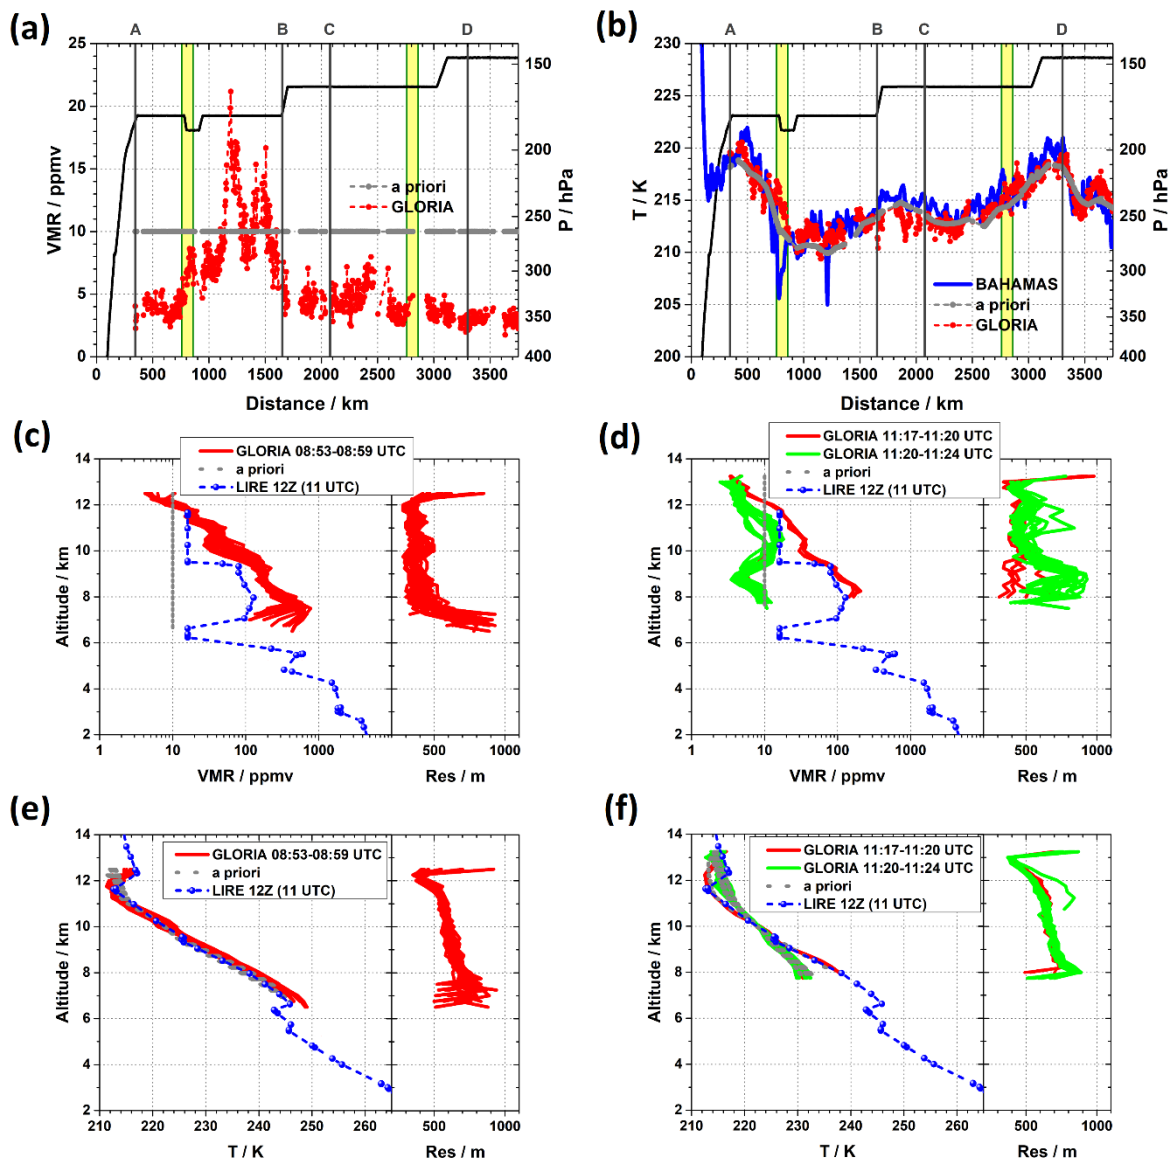 (a)
A B C D
25
20
15
10
5
0
VMR / ppmv
150
200
250
300
350
400
P / hPa
a priori
GLORIA
0 500 1000 1500 2000 2500 3000 3500
Distance / km
(b)
A B C D
230
225
220
215
210
205
200
T / K
150
200
250
300
350
400
P / hPa
BAHAMAS
a priori
GLORIA
0 500 1000 1500 2000 2500 3000 3500
Distance / km
(c)
GLORIA 08:53-08:59 UTC
a priori
LIRE 12Z (11 UTC)
14
12
10
8
6
4
2
Altitude / km
1 10 100 1000
500 1000
VMR / ppmv
Res / m
(d)
GLORIA 11:17-11:20 UTC
GLORIA 11:20-11:24 UTC
a priori
LIRE 12Z (11 UTC)
14
12
10
8
6
4
2
Altitude / km
1 10 100 1000
500 1000
VMR / ppmv
Res / m
(e)
GLORIA 08:53-08:59 UTC
a priori
LIRE 12Z (11 UTC)
14
12
10
8
6
4
2
Altitude / km
210 220 230 240 250 260
500 1000
T / K
Res / m
(f)
GLORIA 11:17-11:20 UTC
GLORIA 11:20-11:24 UTC
a priori
LIRE 12Z (11 UTC)
14
12
10
8
6
4
2
Altitude / km
210 220 230 240 250 260
500 1000
T / K
Res / m